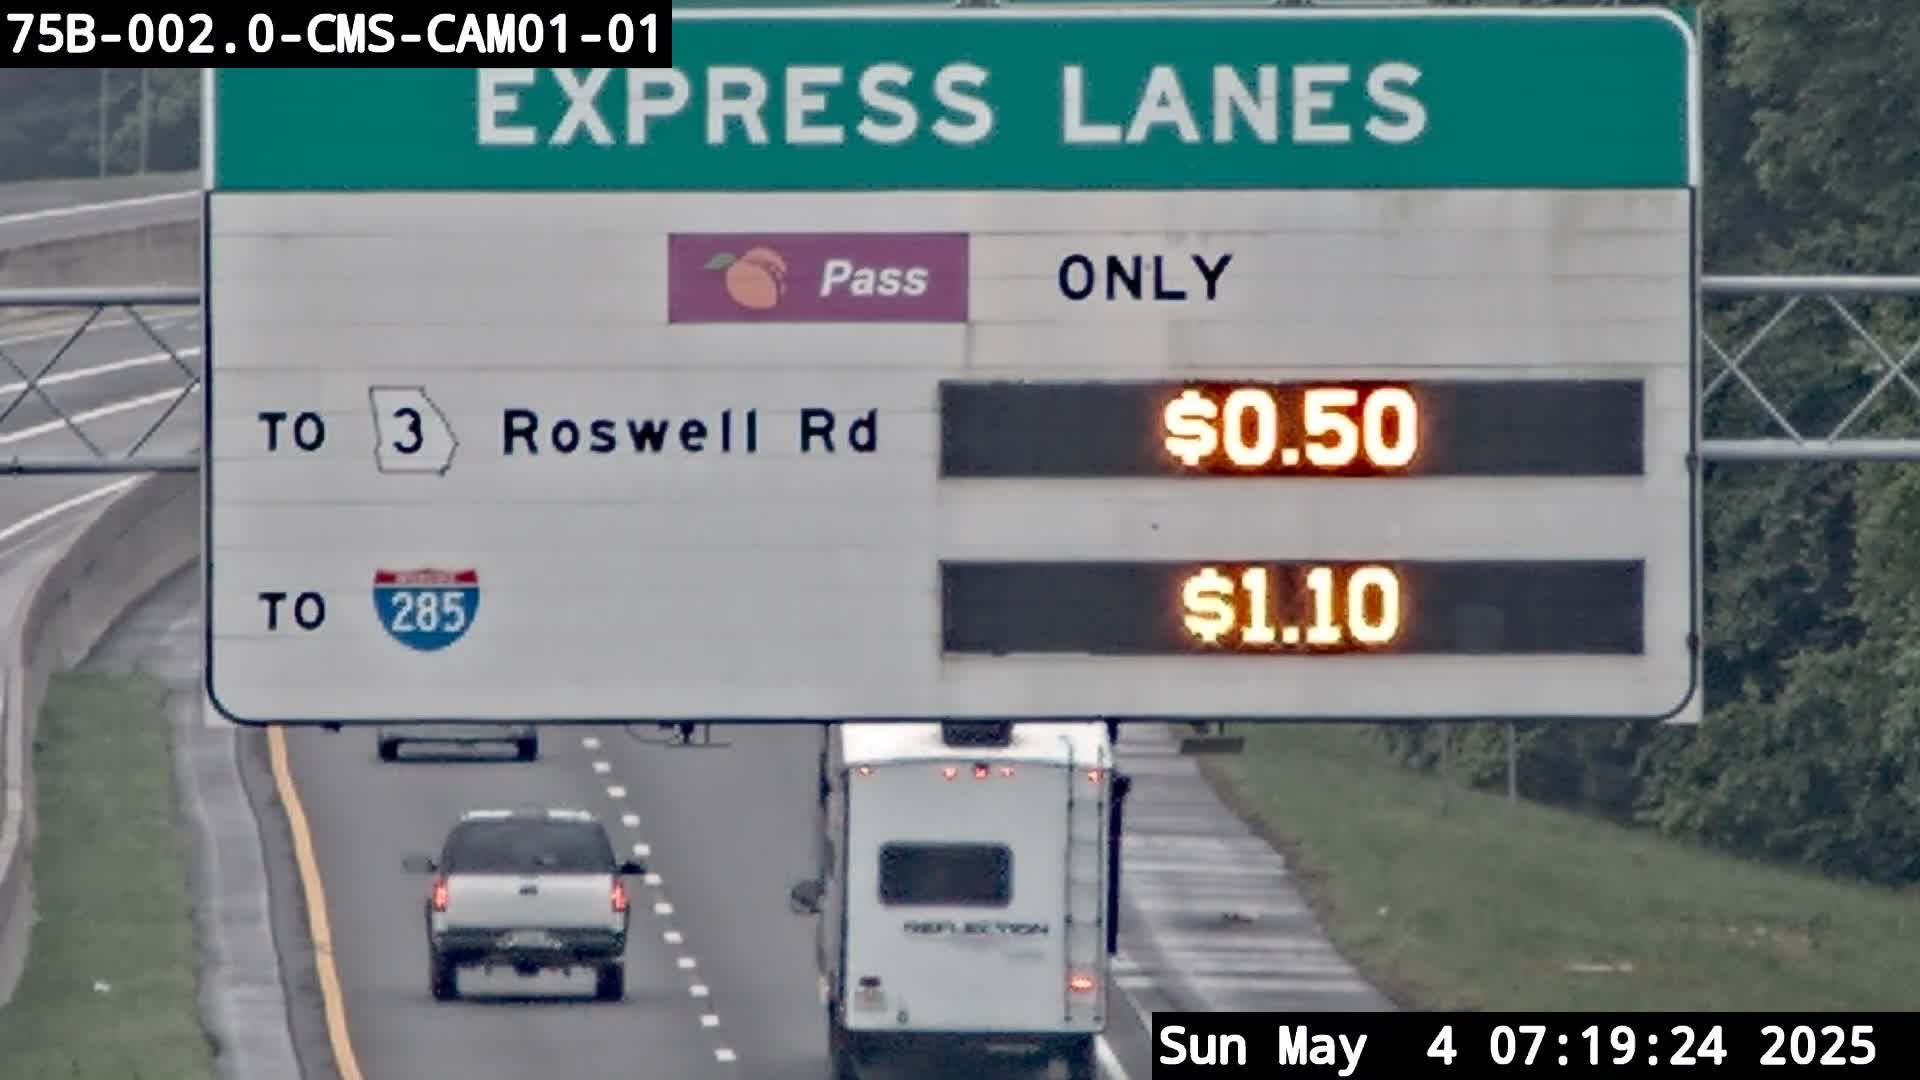 75B-002.0-CMS-CAM01-01
EXPRESS LANES
Pass ONLY
TO 3 Roswell Rd $0.50
TO 285 $1.10
REFLECTION
Sun May 4 07:19:24 2025